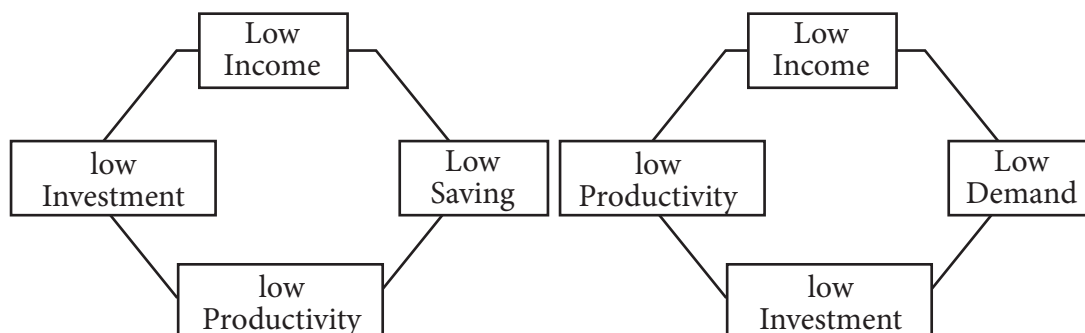 Low
Income
low
Investment
Low
Saving
low
Productivity
Low
Income
low
Productivity
Low
Demand
low
Investment